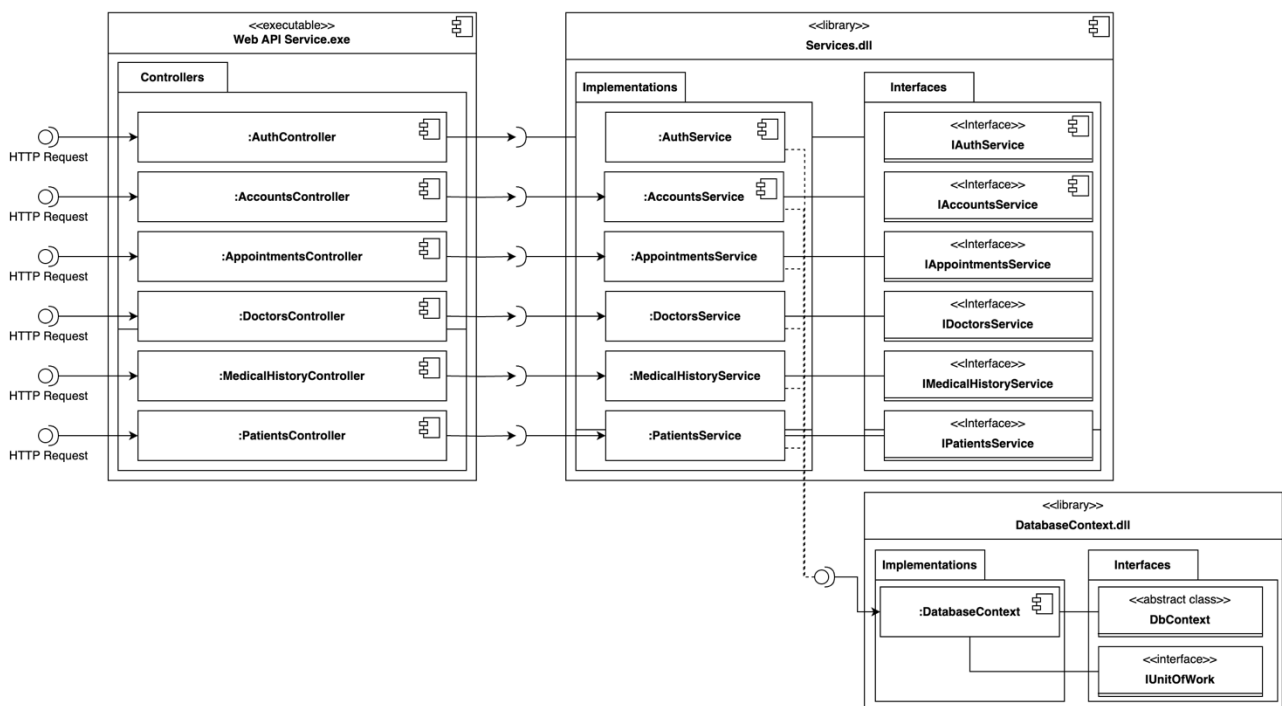 <<executable>>
Web API Service.exe
Controllers
HTTP Request
:AuthController
HTTP Request
:AccountsController
HTTP Request
:AppointmentsController
HTTP Request
:DoctorsController
HTTP Request
:MedicalHistoryController
HTTP Request
:PatientsController
<<library>>
Services.dll
Implementations
:AuthService
:AccountsService
:AppointmentsService
:DoctorsService
:MedicalHistoryService
:PatientsService
Interfaces
<<Interface>>
IAuthService
<<Interface>>
IAccountsService
<<Interface>>
IAppointmentsService
<<Interface>>
IDoctorsService
<<Interface>>
IMedicalHistoryService
<<Interface>>
IPatientsService
<<library>>
DatabaseContext.dll
Implementations
:DatabaseContext
Interfaces
<<abstract class>>
DbContext
<<interface>>
IUnitOfWork